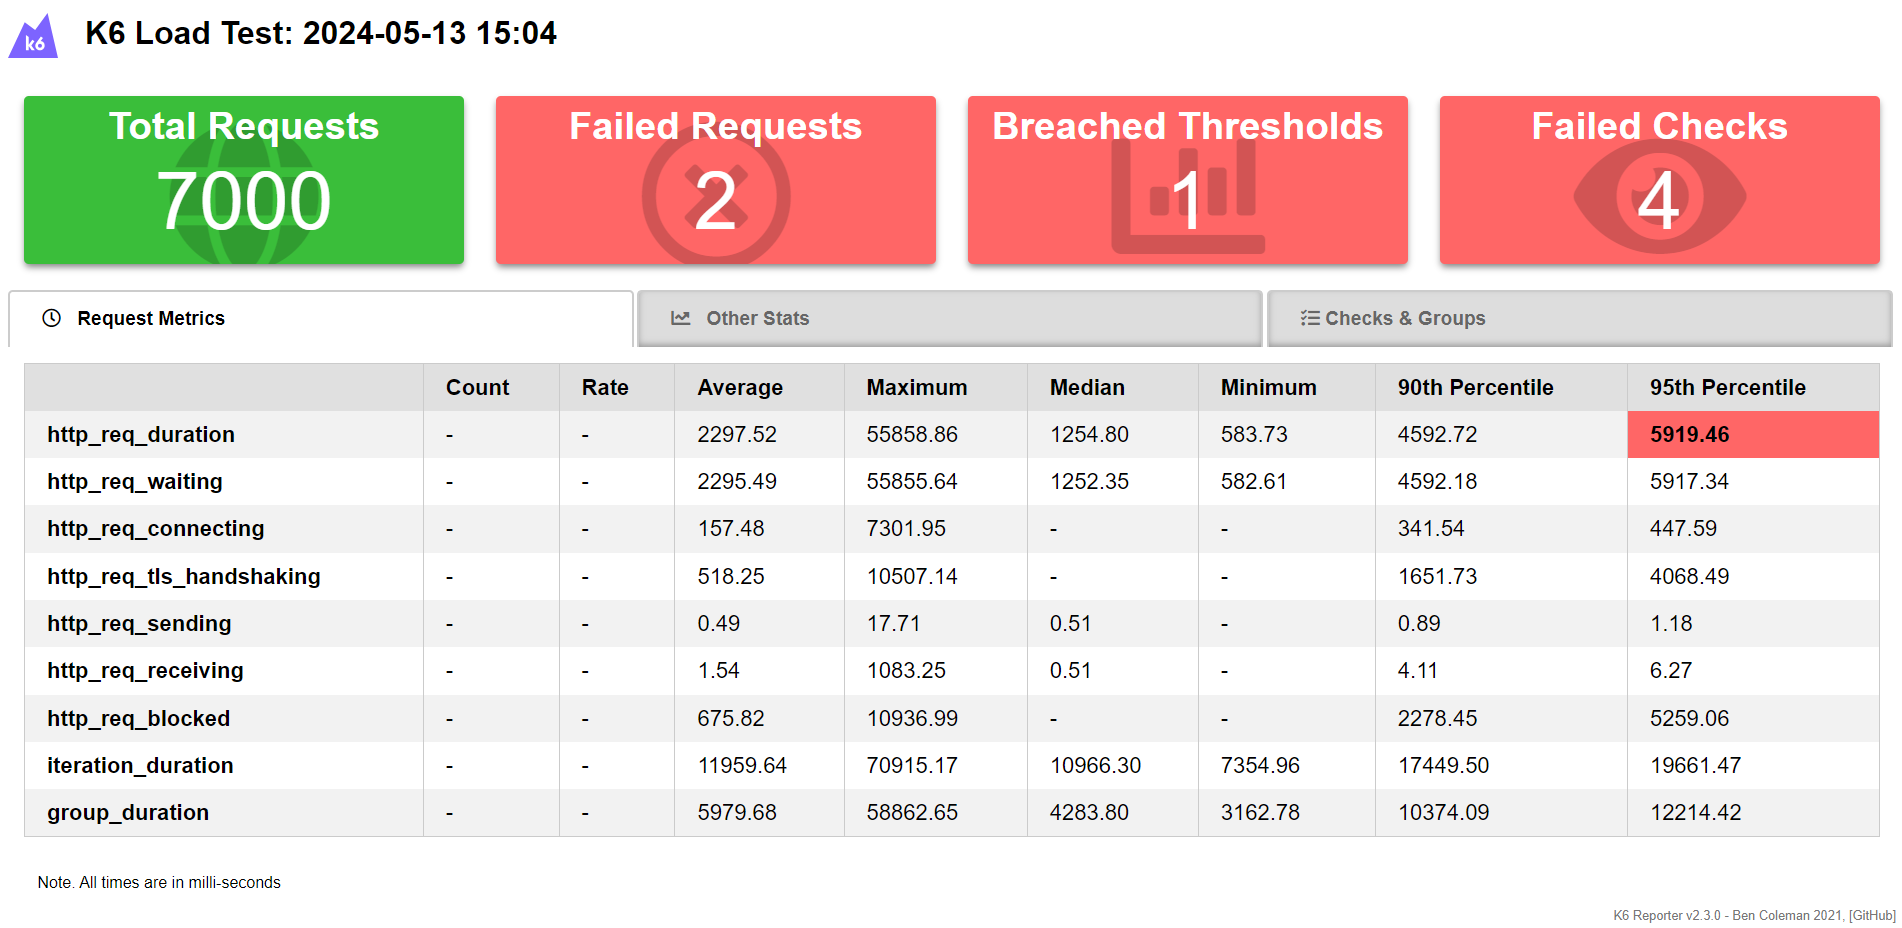 k6
K6 Load Test: 2024-05-13 15:04
Total Requests
7000
Failed Requests
2
Breached Thresholds
1
Failed Checks
4
Request Metrics
Other Stats
Checks & Groups
Count Rate Average Maximum Median Minimum 90th Percentile 95th Percentile
http_req_duration - - 2297.52 55858.86 1254.80 583.73 4592.72 5919.46
http_req_waiting - - 2295.49 55855.64 1252.35 582.61 4592.18 5917.34
http_req_connecting - - 157.48 7301.95 - - 341.54 447.59
http_req_tls_handshaking - - 518.25 10507.14 - - 1651.73 4068.49
http_req_sending - - 0.49 17.71 0.51 - 0.89 1.18
http_req_receiving - - 1.54 1083.25 0.51 - 4.11 6.27
http_req_blocked - - 675.82 10936.99 - - 2278.45 5259.06
iteration_duration - - 11959.64 70915.17 10966.30 7354.96 17449.50 19661.47
group_duration - - 5979.68 58862.65 4283.80 3162.78 10374.09 12214.42
Note. All times are in milli-seconds
K6 Reporter v2.3.0 - Ben Coleman 2021, [GitHub]